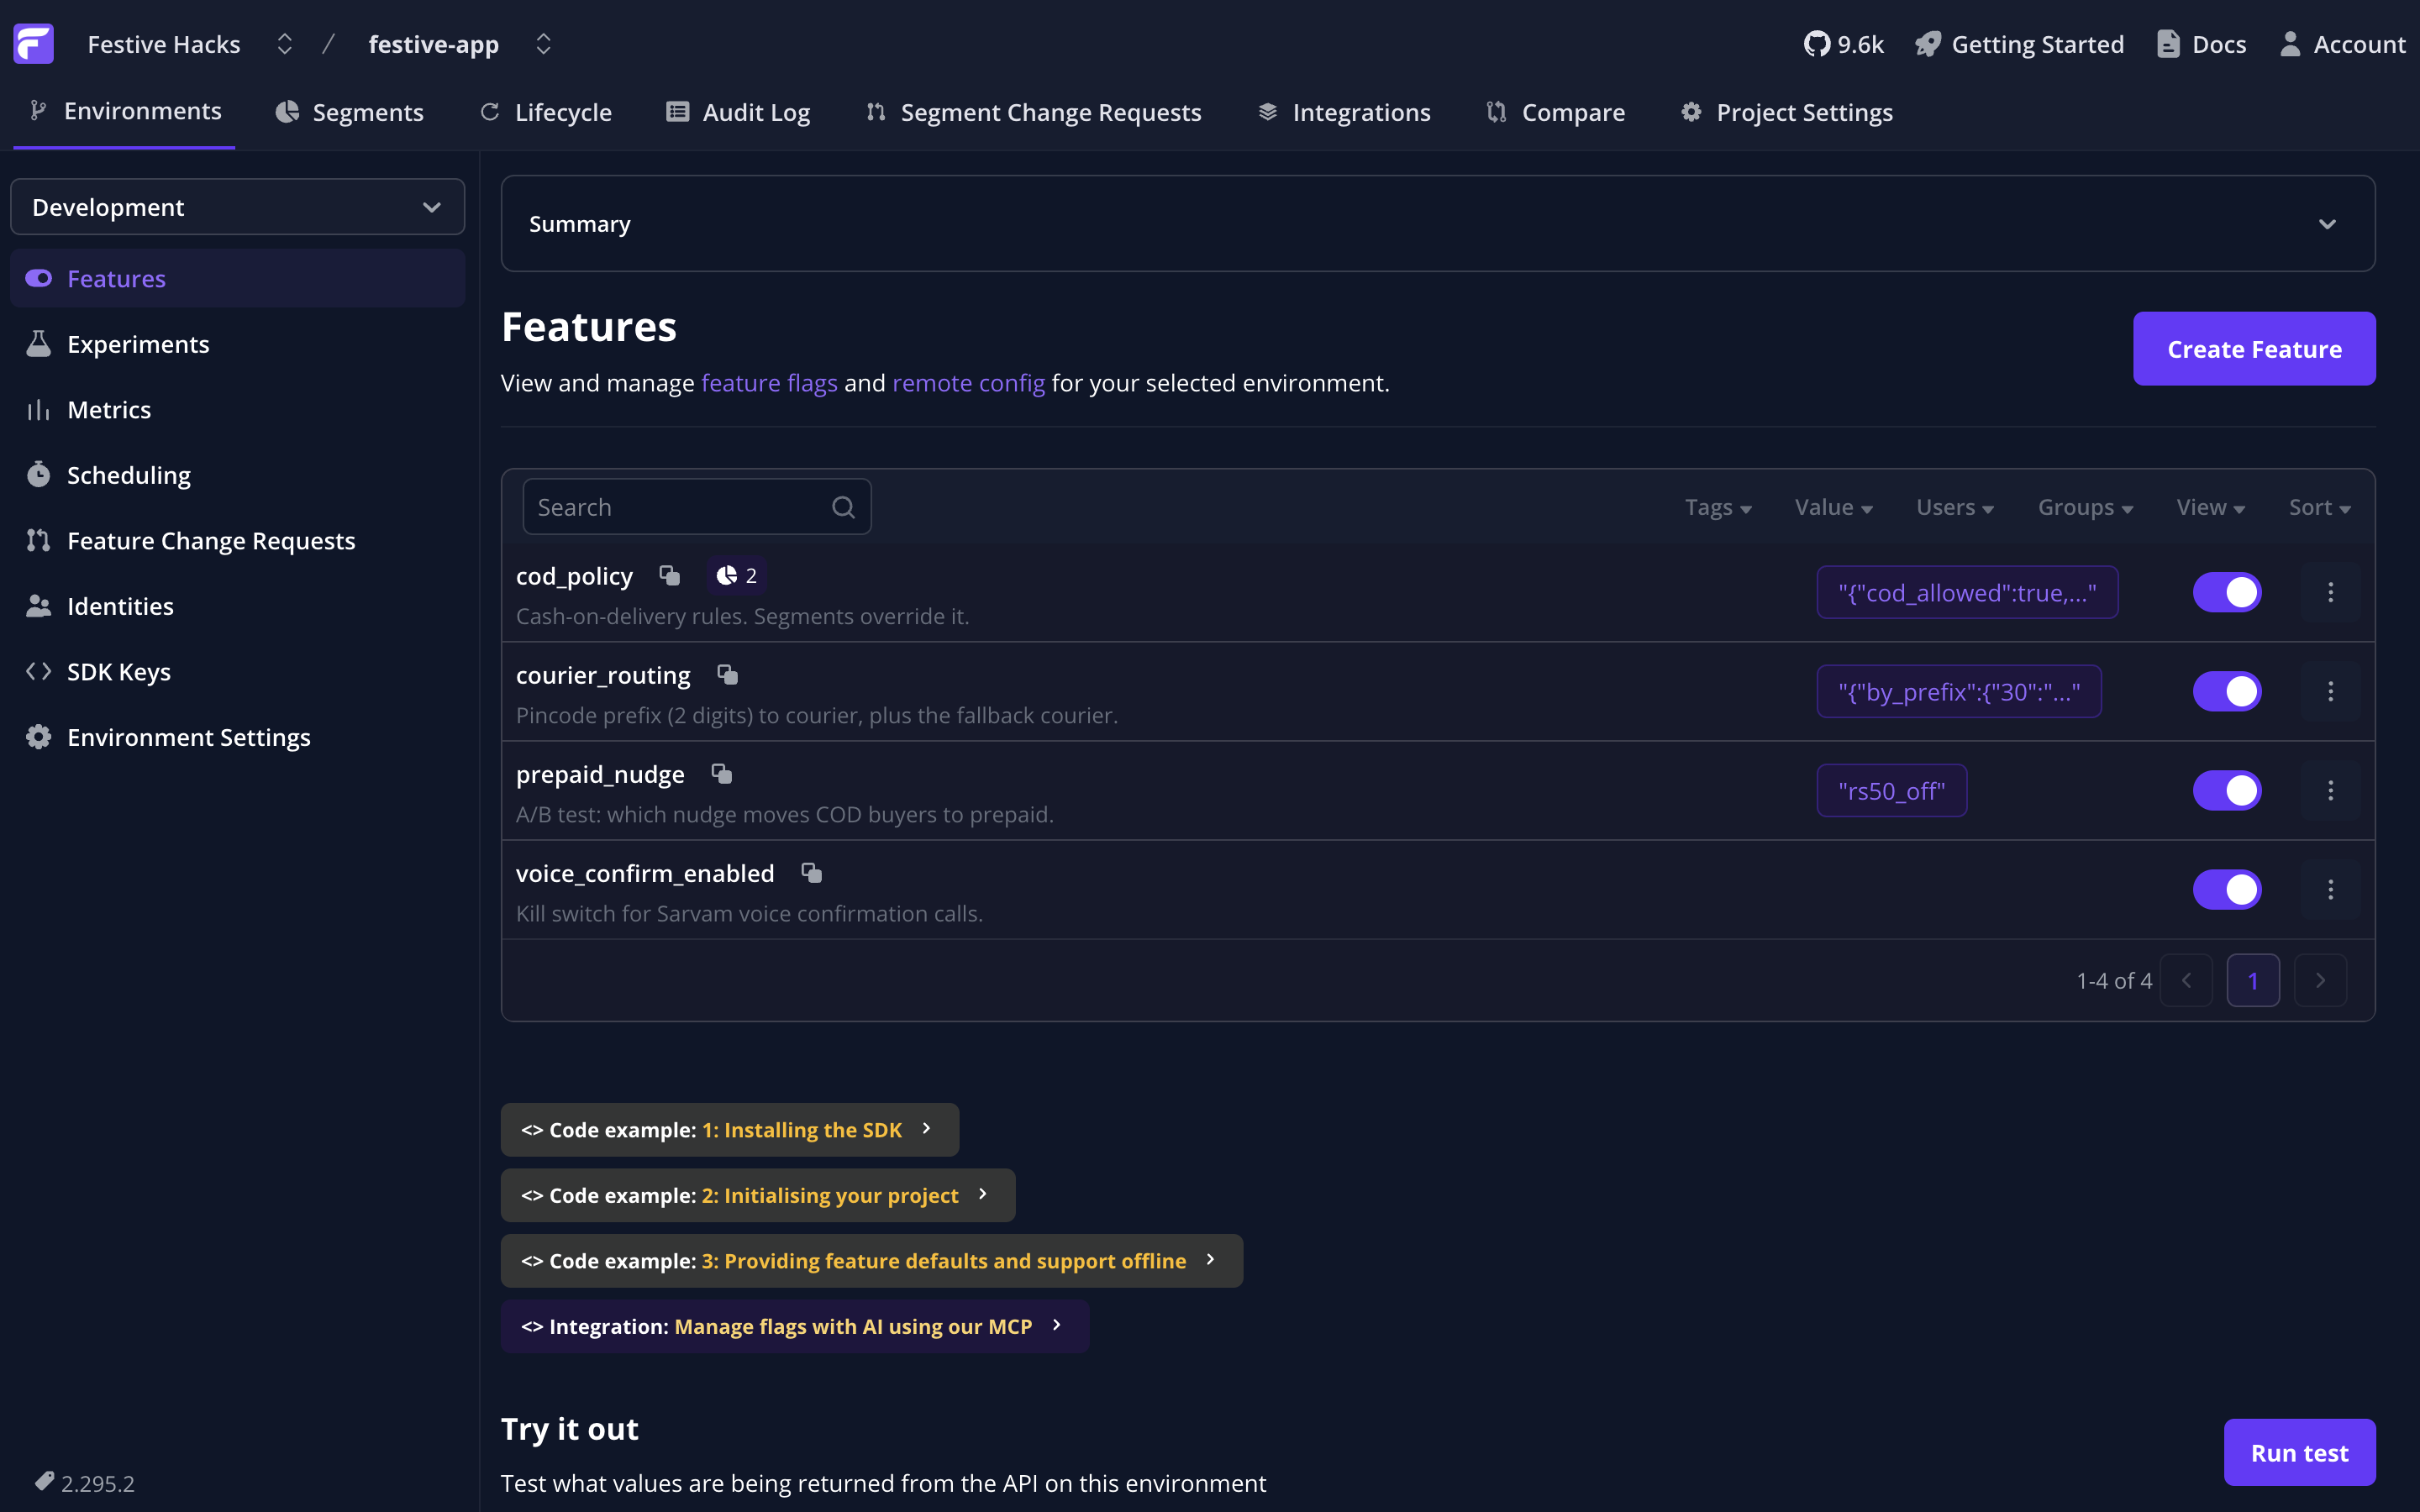 Festive Hacks / festive-app
9.6k Getting Started Docs Account
Environments Segments Lifecycle Audit Log Segment Change Requests Integrations Compare Project Settings
Development
Features
Experiments
Metrics
Scheduling
Feature Change Requests
Identities
SDK Keys
Environment Settings
2.295.2
Summary
Features
Create Feature
View and manage feature flags and remote config for your selected environment.
Search Tags Value Users Groups View Sort
cod_policy 2
Cash-on-delivery rules. Segments override it.
"{"cod_allowed":true,..."
courier_routing
Pincode prefix (2 digits) to courier, plus the fallback courier.
"{"by_prefix":{"30":"..."
prepaid_nudge
A/B test: which nudge moves COD buyers to prepaid.
"rs50_off"
voice_confirm_enabled
Kill switch for Sarvam voice confirmation calls.
1-4 of 4 1
<> Code example: 1: Installing the SDK
<> Code example: 2: Initialising your project
<> Code example: 3: Providing feature defaults and support offline
<> Integration: Manage flags with AI using our MCP
Try it out
Test what values are being returned from the API on this environment
Run test